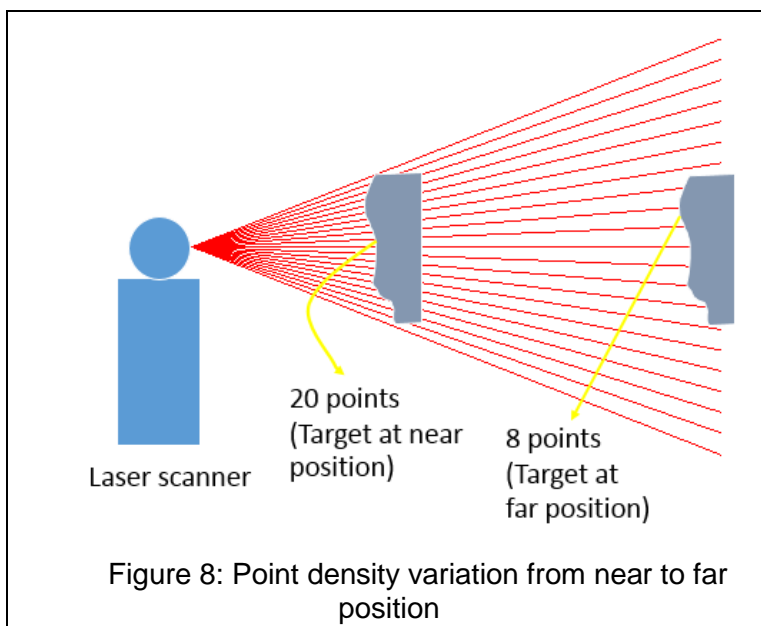 20 points
(Target at near
position)
8 points
(Target at
far position)
Laser scanner
Figure 8: Point density variation from near to far
position